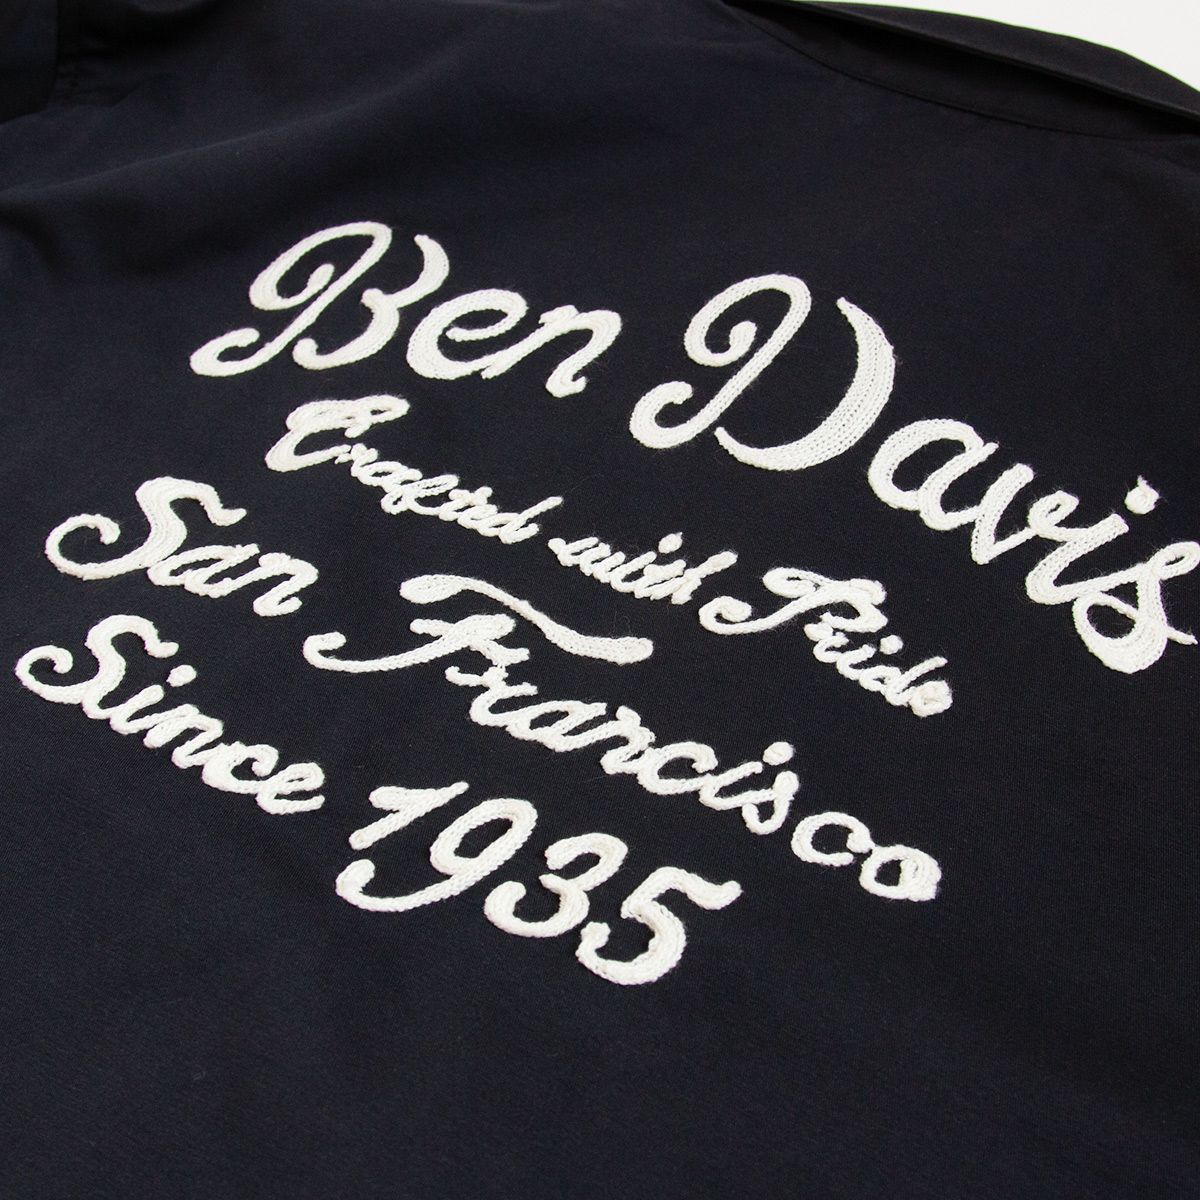 Ben Davis
Crafted with Pride
San Francisco
Since 1935